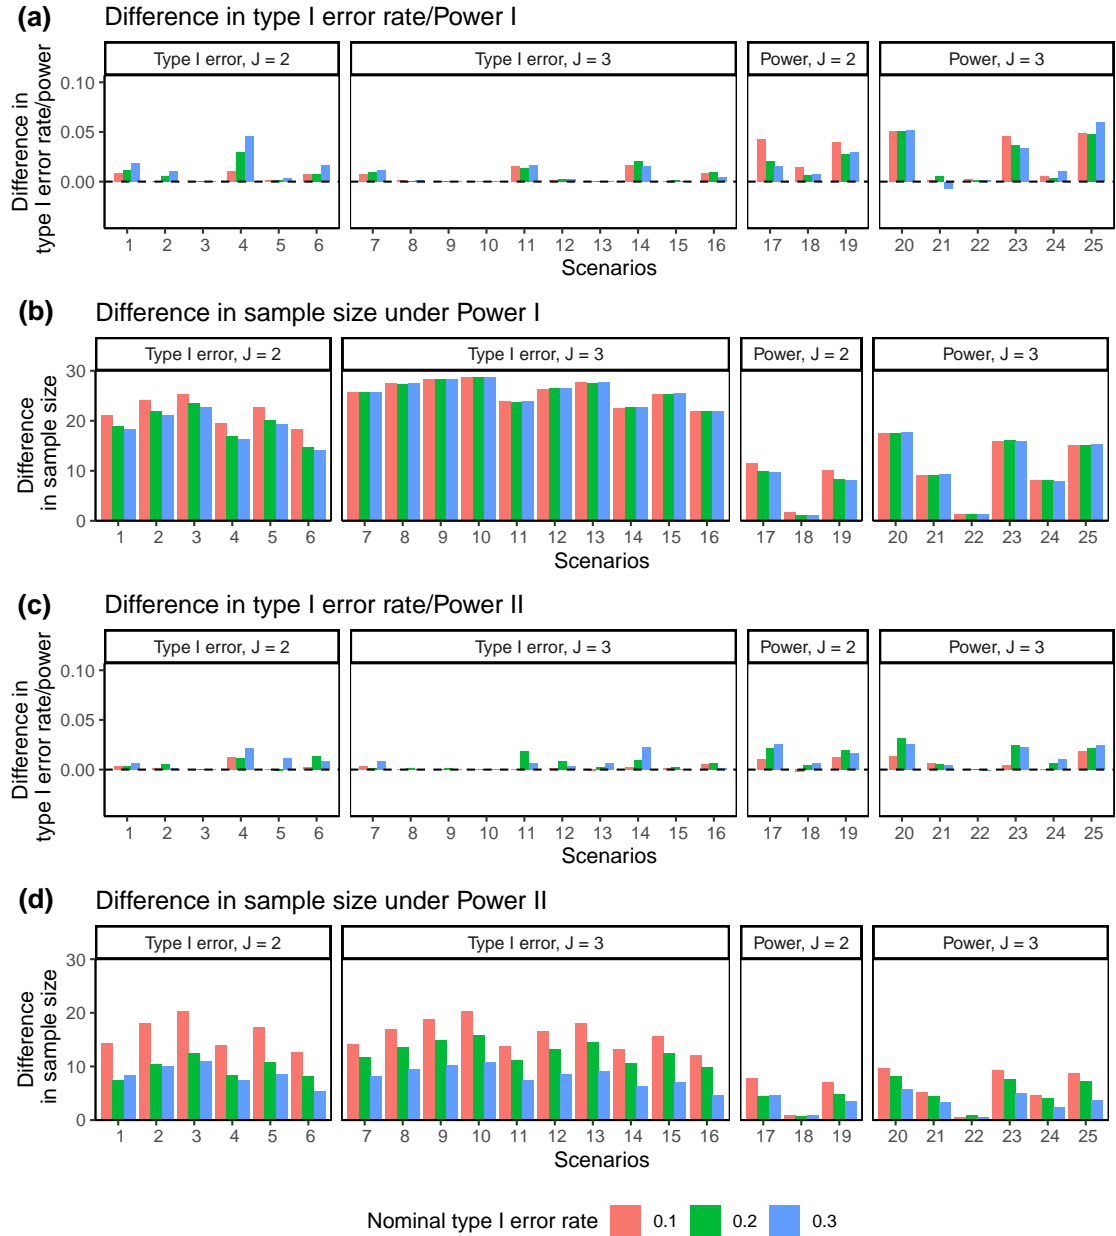 (a) Difference in type I error rate/Power I
Type I error, J = 2 Type I error, J = 3 Power, J = 2 Power, J = 3
Difference in
type I error rate/power
0.10
0.05
0.00
1 2 3 4 5 6 7 8 9 10 11 12 13 14 15 16 17 18 19 20 21 22 23 24 25
Scenarios
(b) Difference in sample size under Power I
Type I error, J = 2 Type I error, J = 3 Power, J = 2 Power, J = 3
Difference
in sample size
30
20
10
0
1 2 3 4 5 6 7 8 9 10 11 12 13 14 15 16 17 18 19 20 21 22 23 24 25
Scenarios
(c) Difference in type I error rate/Power II
Type I error, J = 2 Type I error, J = 3 Power, J = 2 Power, J = 3
Difference in
type I error rate/power
0.10
0.05
0.00
1 2 3 4 5 6 7 8 9 10 11 12 13 14 15 16 17 18 19 20 21 22 23 24 25
Scenarios
(d) Difference in sample size under Power II
Type I error, J = 2 Type I error, J = 3 Power, J = 2 Power, J = 3
Difference
in sample size
30
20
10
0
1 2 3 4 5 6 7 8 9 10 11 12 13 14 15 16 17 18 19 20 21 22 23 24 25
Scenarios
Nominal type I error rate 0.1 0.2 0.3